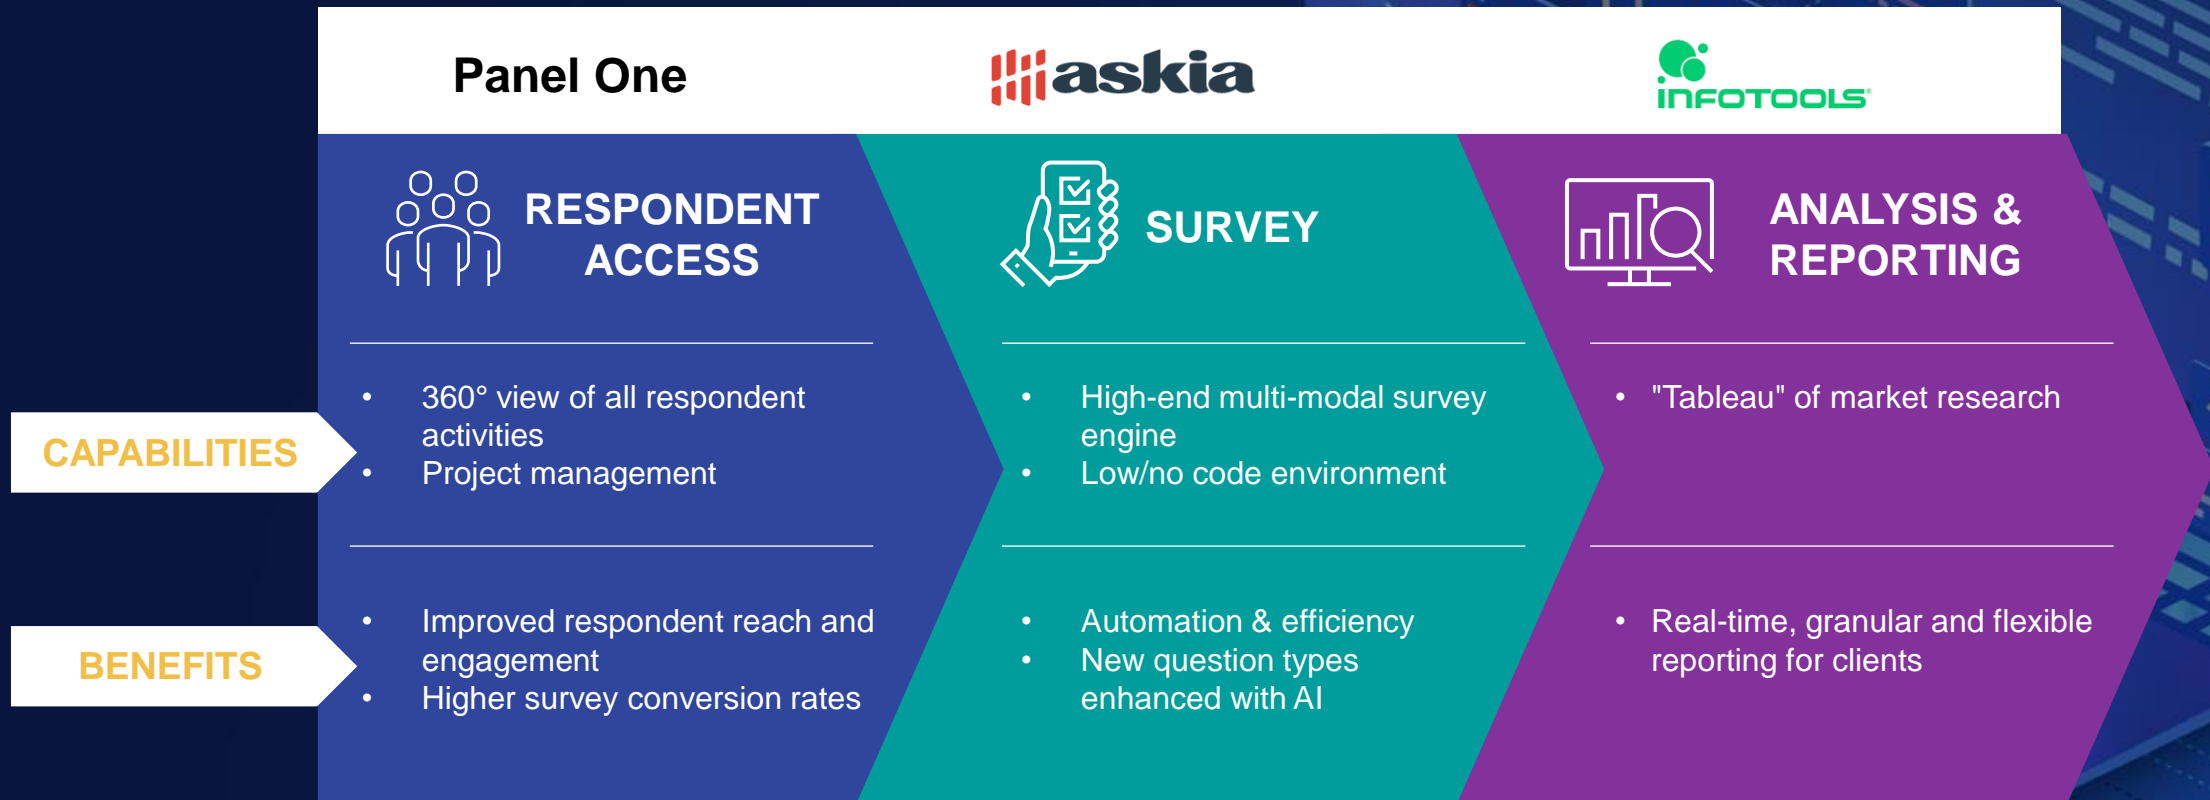 Panel One
askia
INFOTOOLS®
RESPONDENT
ACCESS
SURVEY
ANALYSIS &
REPORTING
CAPABILITIES
• 360° view of all respondent
activities
• Project management
• High-end multi-modal survey
engine
• Low/no code environment
• "Tableau" of market research
BENEFITS
• Improved respondent reach and
engagement
• Higher survey conversion rates
• Automation & efficiency
• New question types
enhanced with AI
• Real-time, granular and flexible
reporting for clients